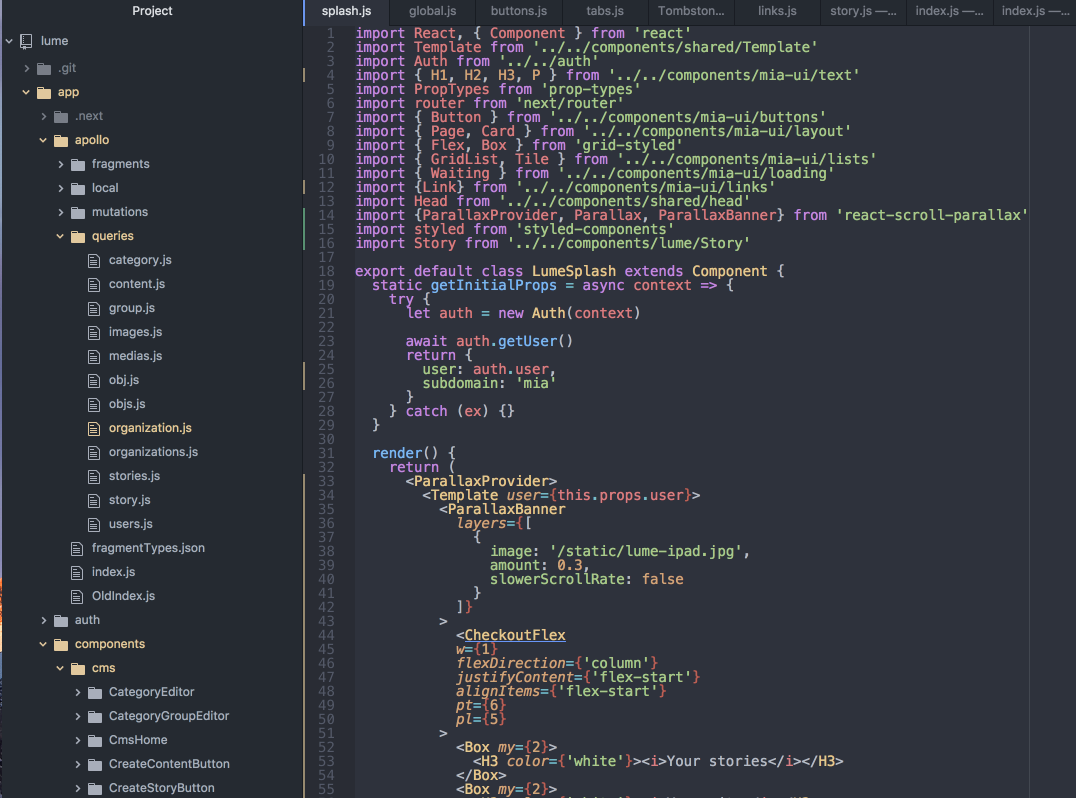 Project
lume
.git
app
.next
apollo
fragments
local
mutations
queries
category.js
content.js
group.js
images.js
medias.js
obj.js
objs.js
organization.js
organizations.js
stories.js
story.js
users.js
fragmentTypes.json
index.js
OldIndex.js
auth
components
cms
CategoryEditor
CategoryGroupEditor
CmsHome
CreateContentButton
CreateStoryButton
splash.js global.js buttons.js tabs.js Tombston... links.js story.js —... index.js —... index.js —...
1 import React, { Component } from 'react'
2 import Template from '../../components/shared/Template'
3 import Auth from '../../auth'
4 import { H1, H2, H3, P } from '../../components/mia-ui/text'
5 import PropTypes from 'prop-types'
6 import router from 'next/router'
7 import { Button } from '../../components/mia-ui/buttons'
8 import { Page, Card } from '../../components/mia-ui/layout'
9 import { Flex, Box } from 'grid-styled'
10 import { GridList, Tile } from '../../components/mia-ui/lists'
11 import { Waiting } from '../../components/mia-ui/loading'
12 import {Link} from '../../components/mia-ui/links'
13 import Head from '../../components/shared/head'
14 import {ParallaxProvider, Parallax, ParallaxBanner} from 'react-scroll-parallax'
15 import styled from 'styled-components'
16 import Story from '../../components/lume/Story'
17
18 export default class LumeSplash extends Component {
19 static getInitialProps = async context => {
20 try {
21 let auth = new Auth(context)
22
23 await auth.getUser()
24 return {
25 user: auth.user,
26 subdomain: 'mia'
27 }
28 } catch (ex) {}
29 }
30
31 render() {
32 return (
33 <ParallaxProvider>
34 <Template user={this.props.user}>
35 <ParallaxBanner
36 layers={[
37 {
38 image: '/static/lume-ipad.jpg',
39 amount: 0.3,
40 slowerScrollRate: false
41 }
42 ]}
43 >
44 <CheckoutFlex
45 w={1}
46 flexDirection={'column'}
47 justifyContent={'flex-start'}
48 alignItems={'flex-start'}
49 pt={6}
50 pl={5}
51 >
52 <Box my={2}>
53 <H3 color={'white'}><i>Your stories</i></H3>
54 </Box>
55 <Box my={2}>